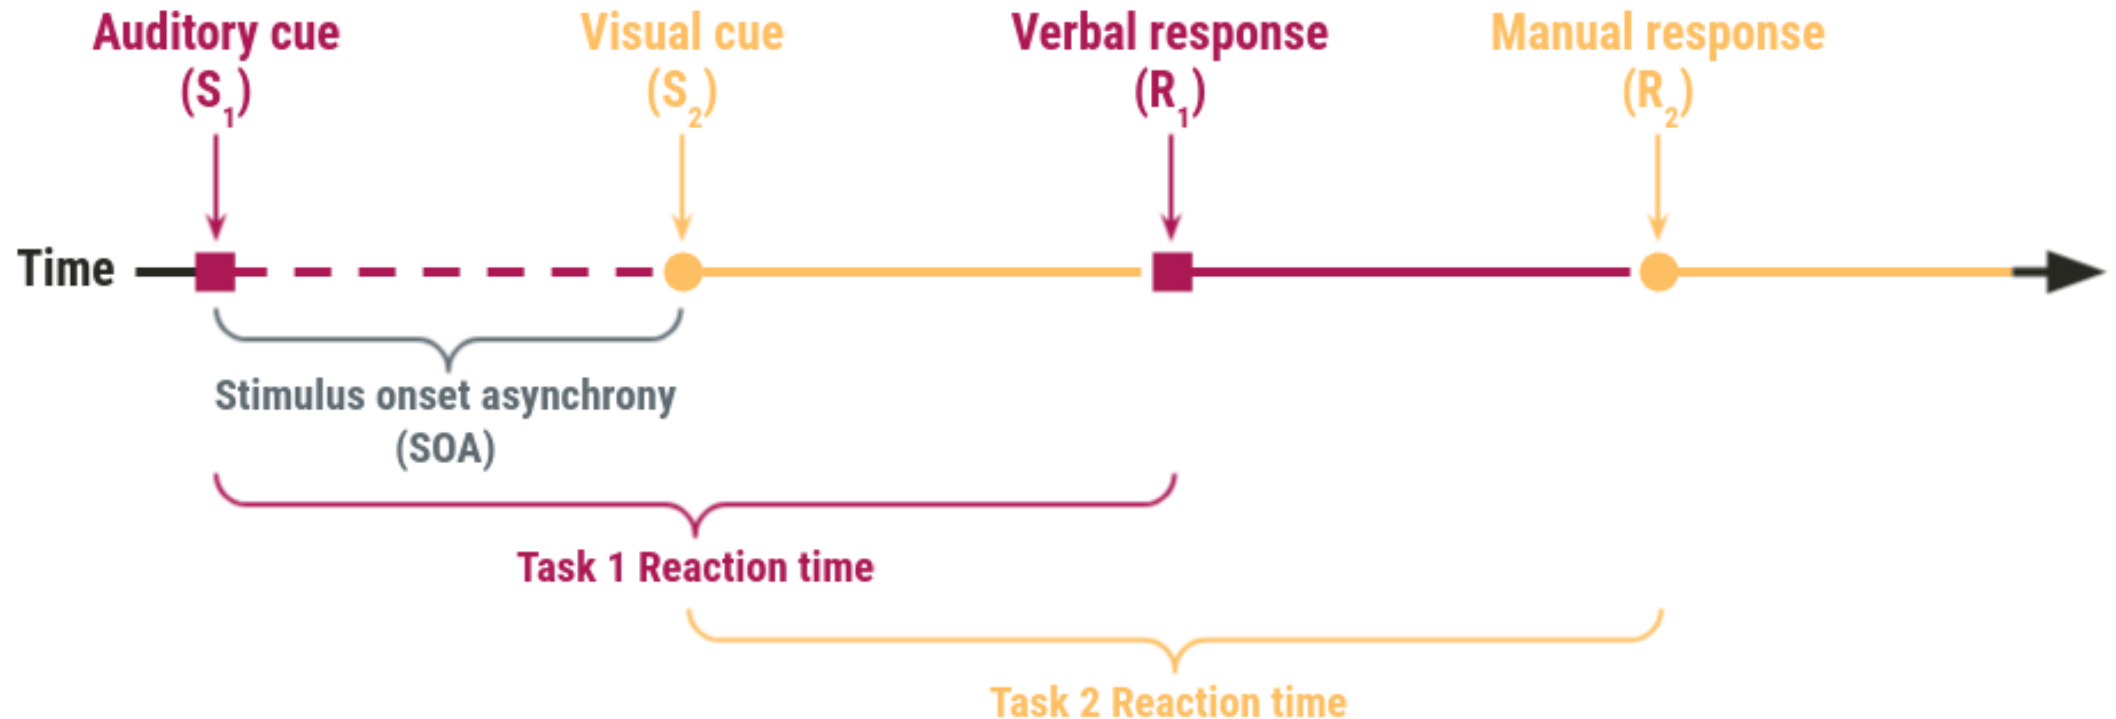 Auditory cue
(S1)
Visual cue
(S2)
Verbal response
(R1)
Manual response
(R2)
Time
Stimulus onset asynchrony
(SOA)
Task 1 Reaction time
Task 2 Reaction time